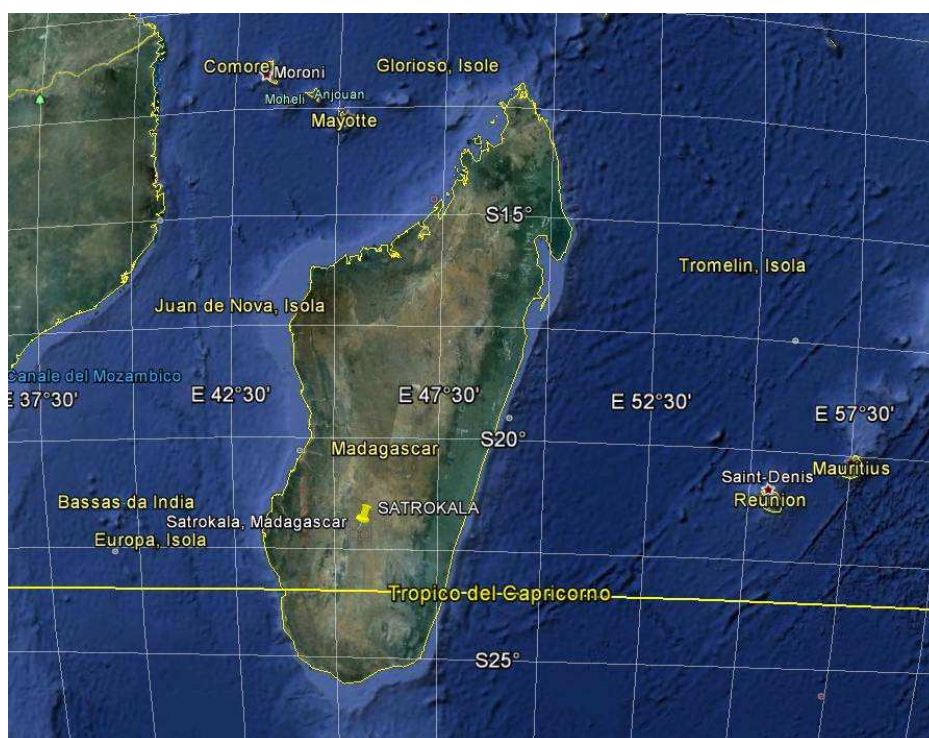 Comore
Moroni
Glorioso, Isole
Moheli
Anjouan
Mayotte
S15°
Tromelin, Isola
Juan de Nova, Isola
Canale del Mozambico
E 37°30'
E 42°30'
E 47°30'
E 52°30'
E 57°30'
Madagascar
S20°
Mauritius
Saint-Denis
Reunion
Bassas da India
SATROKALA
Satrokala, Madagascar
Europa, Isola
Tropico del Capricorno
S25°